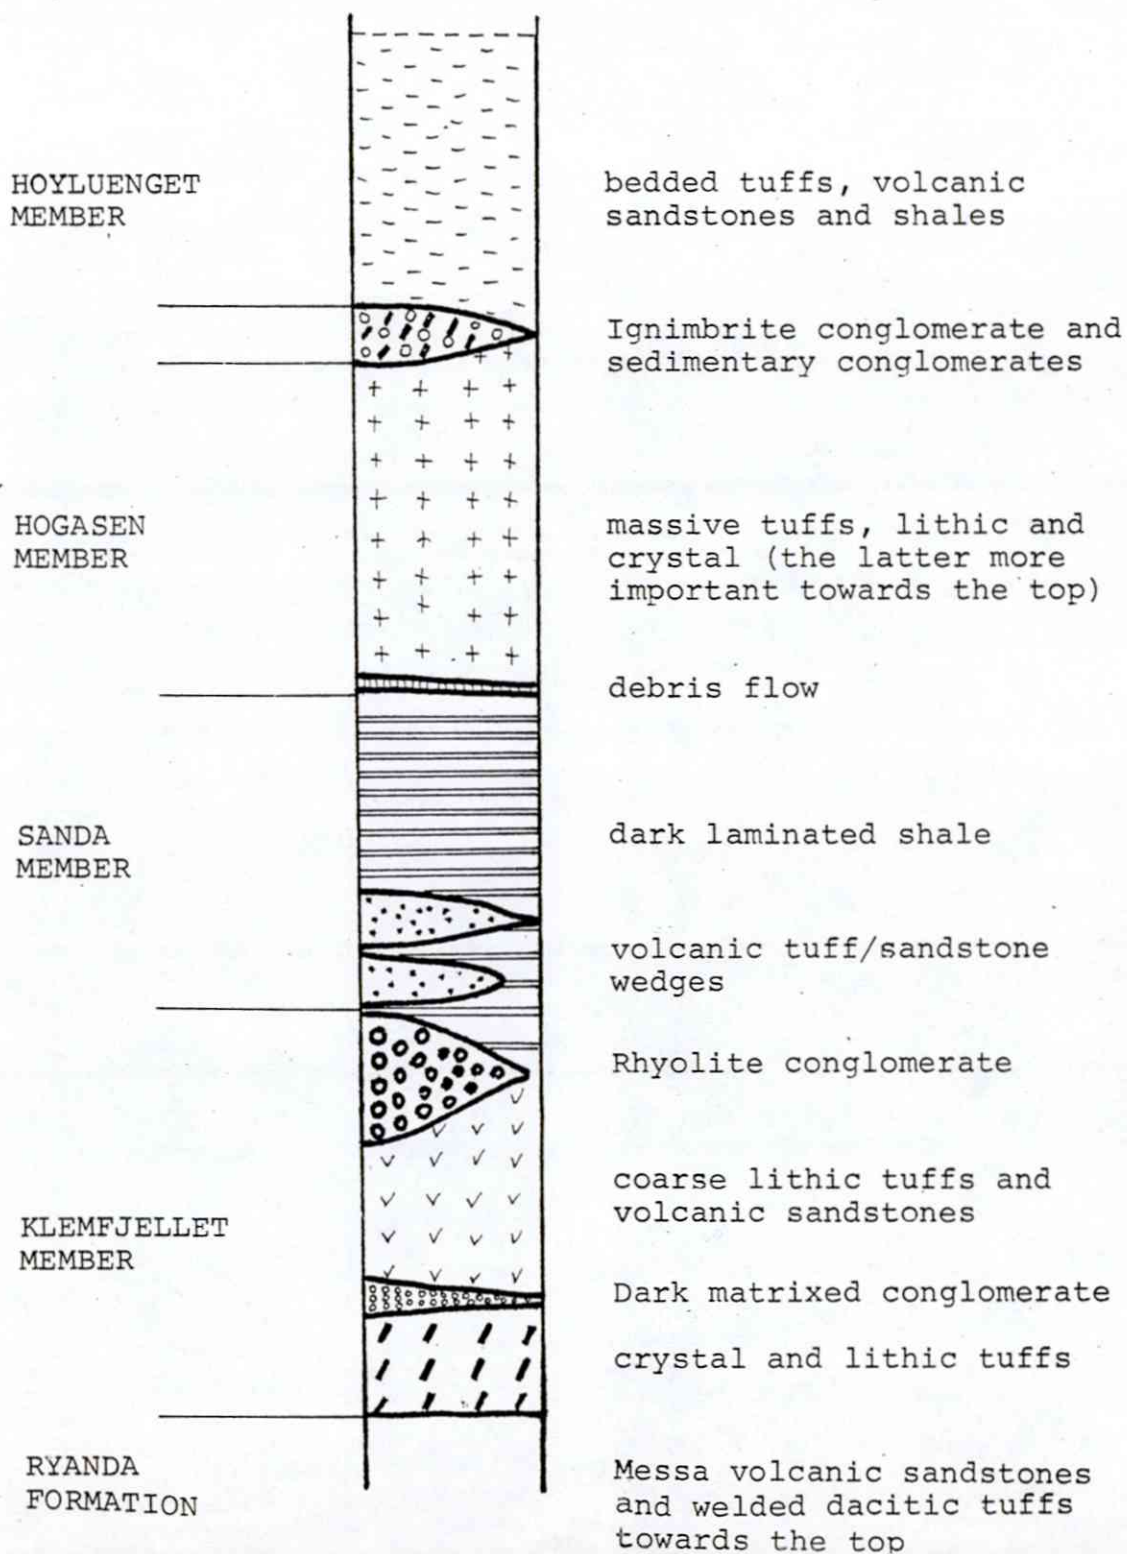 HOYLUENGET
MEMBER
bedded tuffs, volcanic
sandstones and shales
Ignimbrite conglomerate and
sedimentary conglomerates
HOGASEN
MEMBER
massive tuffs, lithic and
crystal (the latter more
important towards the top)
debris flow
SANDA
MEMBER
dark laminated shale
volcanic tuff/sandstone
wedges
Rhyolite conglomerate
coarse lithic tuffs and
volcanic sandstones
KLEMFJELLET
MEMBER
Dark matrixed conglomerate
crystal and lithic tuffs
RYANDA
FORMATION
Messa volcanic sandstones
and welded dacitic tuffs
towards the top